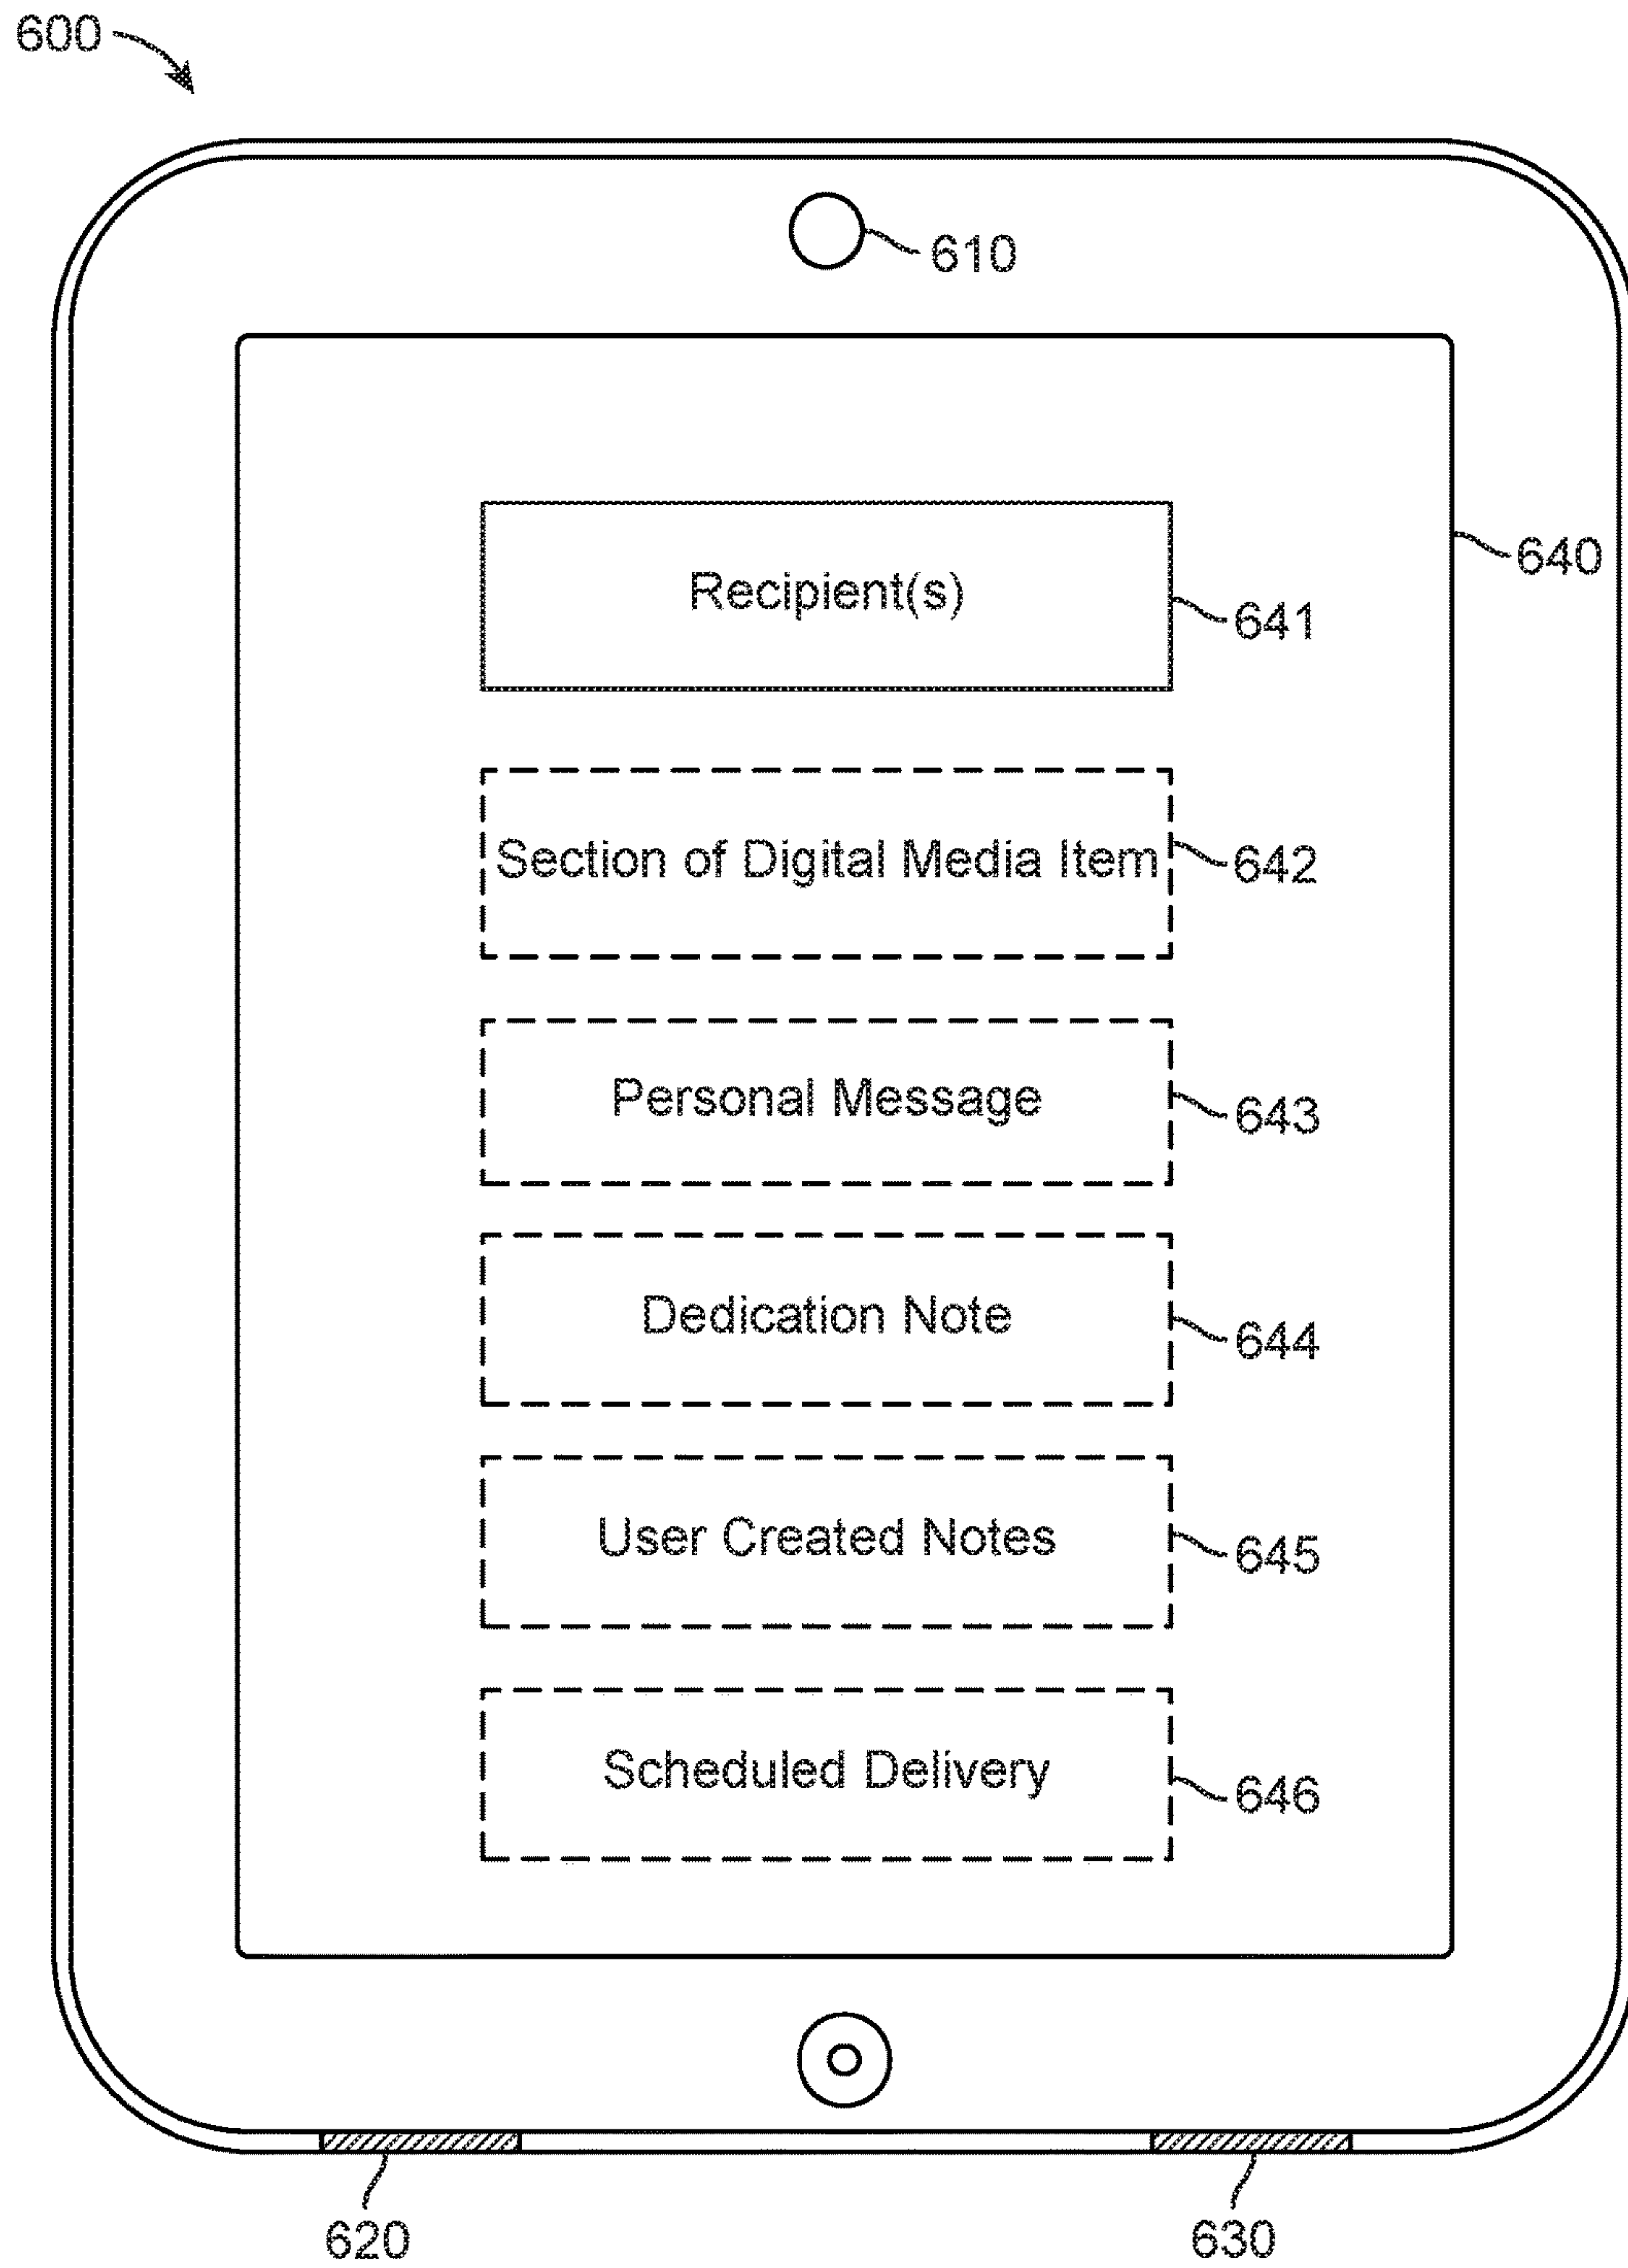 600
610
640
Recipient(s)
641
Section of Digital Media Item
642
Personal Message
643
Dedication Note
644
User Created Notes
645
Scheduled Delivery
646
620
630